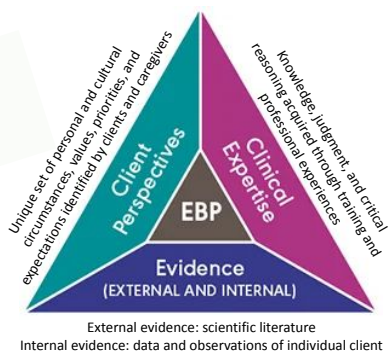 Unique set of personal and cultural
circumstances, values, priorities, and
expectations identified by clients and caregivers
Knowledge, judgment, and critical
reasoning acquired through training and
professional experiences
Client
Perspectives
Clinical
Expertise
EBP
Evidence
(EXTERNAL AND INTERNAL)
External evidence: scientific literature
Internal evidence: data and observations of individual client